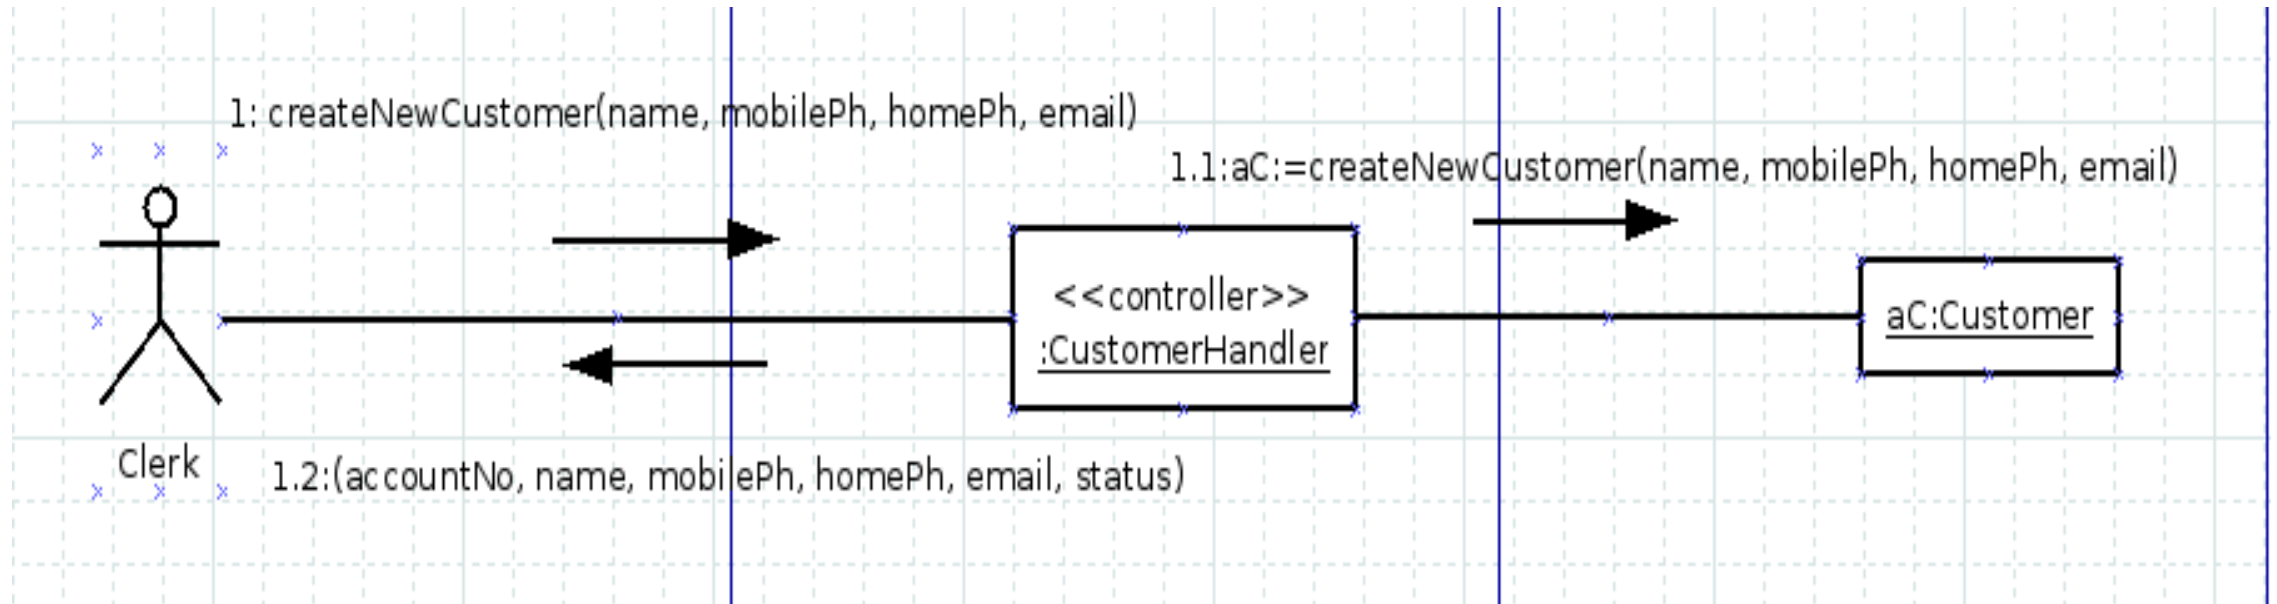 1: createNewCustomer(name, mobilePh, homePh, email)
1.1:aC:=createNewCustomer(name, mobilePh, homePh, email)
<<controller>>
:CustomerHandler
aC:Customer
Clerk
1.2:(accountNo, name, mobilePh, homePh, email, status)